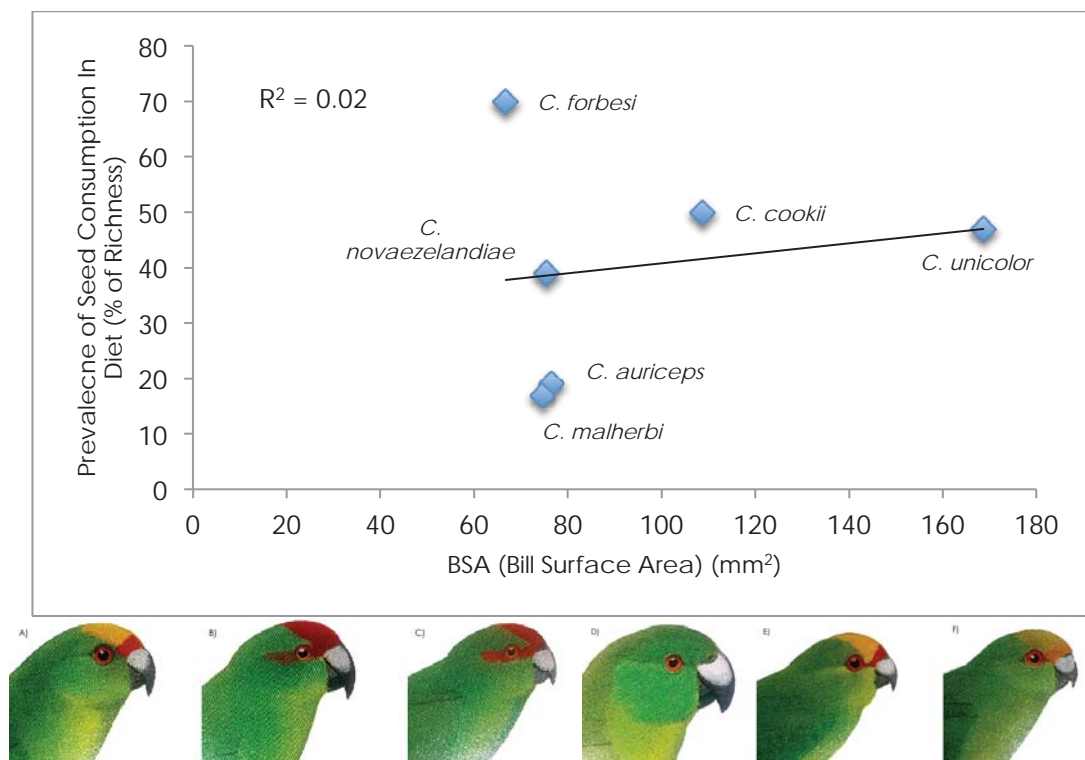 Prevalecne of Seed Consumption In
Diet (% of Richness)
80
70
60
50
40
30
20
10
0
R² = 0.02
C. forbesi
C. cookii
C.
novaezelandiae
C. unicolor
C. auriceps
C. malherbi
0 20 40 60 80 100 120 140 160 180
BSA (Bill Surface Area) (mm²)
A) B) C) D) E) F)